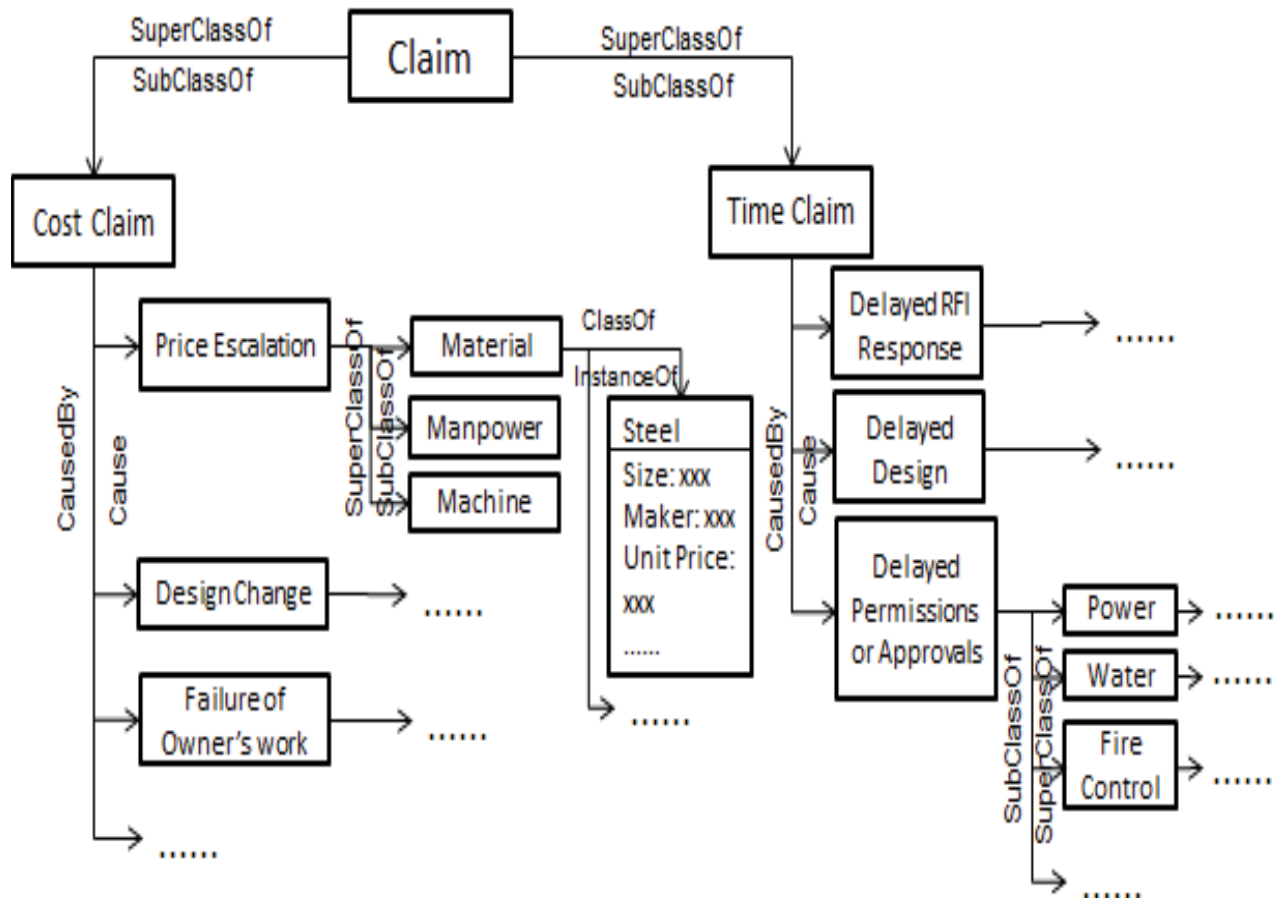 SuperClassOf
Claim
SuperClassOf
SubClassOf
SubClassOf
Cost Claim
Time Claim
CausedBy
Cause
Price Escalation
SuperClassOf
SubClassOf
Material
Manpower
Machine
ClassOf
InstanceOf
Steel
Size: xxx
Maker: xxx
Unit Price:
xxx
......
......
Design Change
......
Failure of
Owner's work
......
......
CausedBy
Cause
Delayed RFI
Response
......
Delayed
Design
......
Delayed
Permissions
or Approvals
SubClassOf
SuperClassOf
Power
......
Water
......
Fire
Control
......
......